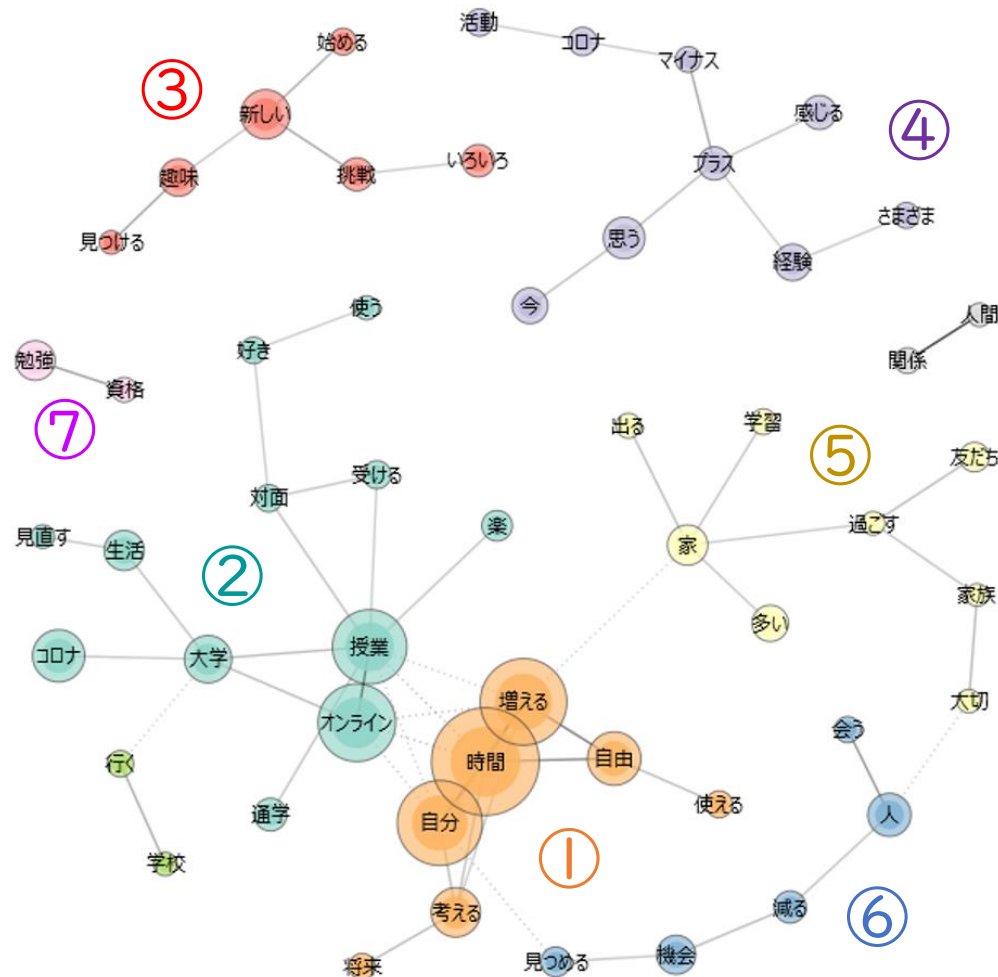 活動
コロナ
始める
マイナス
③
新しい
感じる
④
プラス
いろいろ
挑戦
趣味
さまざま
見つける
思う
経験
今
使う
人間
好き
関係
勉強
資格
⑦
出る
学習
⑤
友だち
受ける
対面
過ごす
楽
見直す
生活
家
②
家族
多い
コロナ
大学
授業
増える
大切
オンライン
会う
時間
自由
行く
使える
通学
自分
人
①
学校
減る
⑥
考える
機会
将来
見つめる